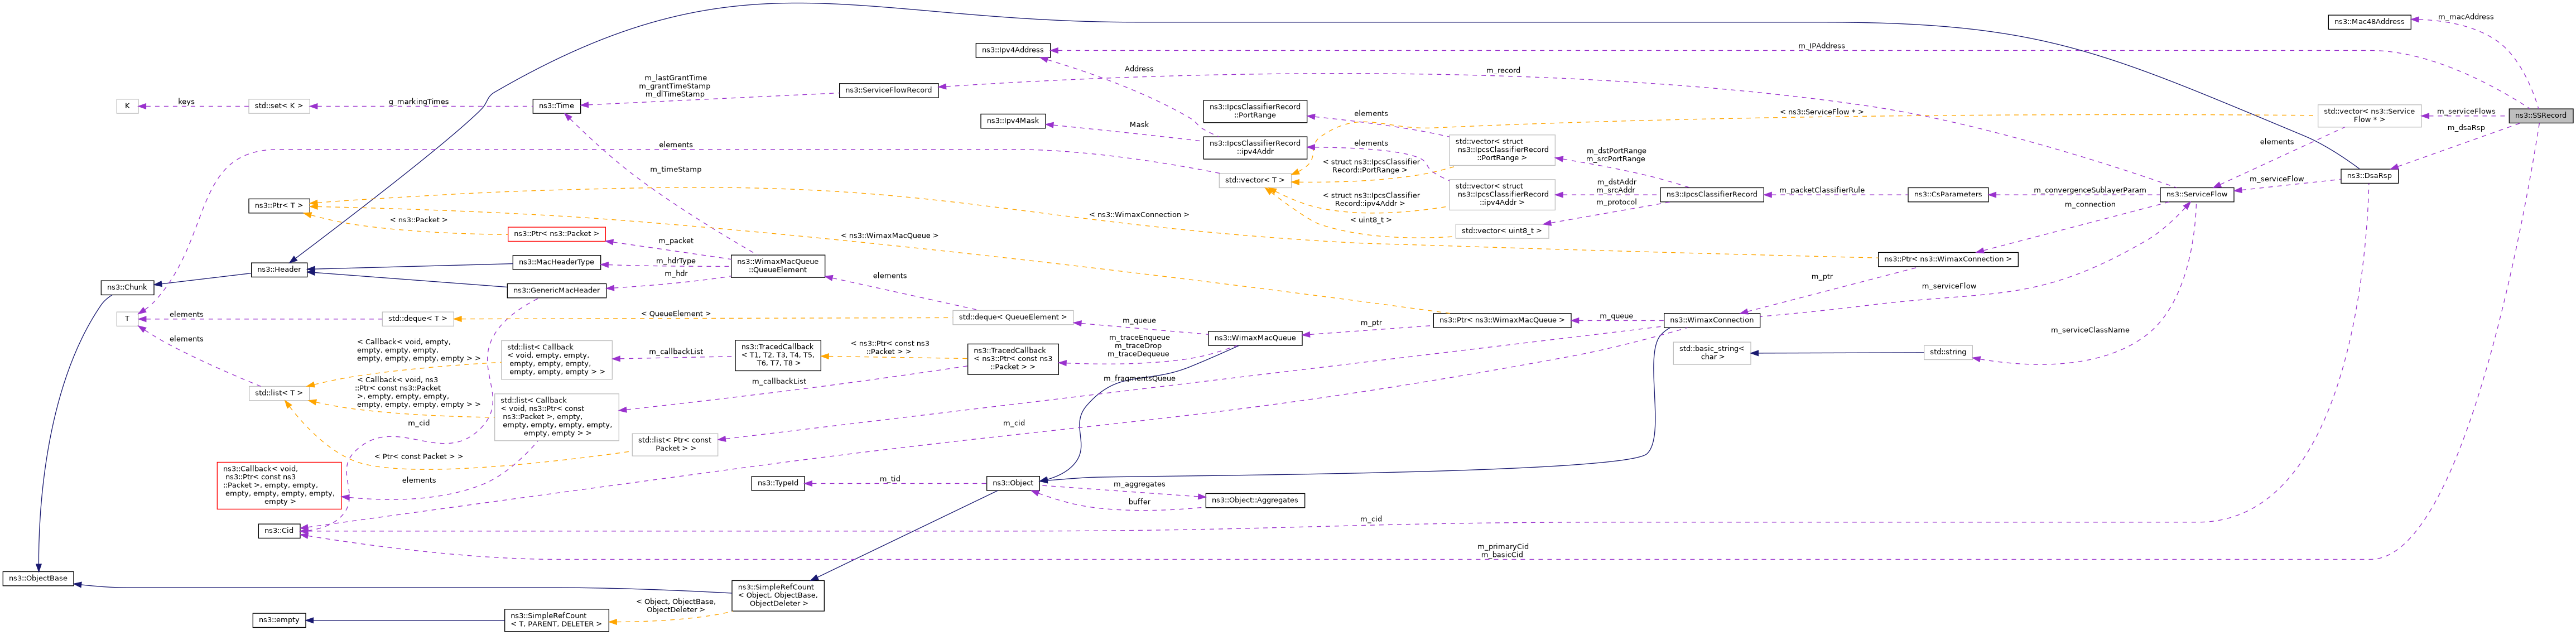 ns3::Mac48Address
m_macAddress
ns3::Ipv4Address
m_IPAddress
Address
m_record
m_lastGrantTime
m_grantTimeStamp
m_dlTimeStamp
ns3::ServiceFlowRecord
K
keys
std::set< K >
g_markingTimes
ns3::Time
ns3::IpcsClassifierRecord
::PortRange
elements
< ns3::ServiceFlow * >
std::vector< ns3::Service
Flow * >
m_serviceFlows
ns3::SSRecord
ns3::Ipv4Mask
Mask
ns3::IpcsClassifierRecord
::ipv4Addr
elements
std::vector< struct
ns3::IpcsClassifierRecord
::PortRange >
m_dstPortRange
m_srcPortRange
elements
m_dsaRsp
elements
m_timeStamp
std::vector< T >
< struct ns3::IpcsClassifier
Record::PortRange >
< struct ns3::IpcsClassifier
Record::ipv4Addr >
std::vector< struct
ns3::IpcsClassifierRecord
::ipv4Addr >
m_dstAddr
m_srcAddr
m_protocol
ns3::IpcsClassifierRecord
m_packetClassifierRule
ns3::CsParameters
m_convergenceSublayerParam
ns3::ServiceFlow
m_serviceFlow
ns3::DsaRsp
m_connection
ns3::Ptr< T >
< ns3::Packet >
< ns3::WimaxConnection >
< uint8_t >
std::vector< uint8_t >
ns3::Ptr< ns3::Packet >
m_packet
< ns3::WimaxMacQueue >
ns3::Header
ns3::MacHeaderType
m_hdrType
m_hdr
ns3::WimaxMacQueue
::QueueElement
elements
ns3::Ptr< ns3::WimaxConnection >
m_ptr
m_serviceFlow
ns3::Chunk
ns3::GenericMacHeader
T
elements
std::deque< T >
< QueueElement >
std::deque< QueueElement >
m_queue
m_ptr
ns3::Ptr< ns3::WimaxMacQueue >
m_queue
ns3::WimaxConnection
m_serviceClassName
elements
< Callback< void, empty,
empty, empty, empty,
empty, empty, empty, empty > >
std::list< Callback
< void, empty, empty,
empty, empty, empty,
empty, empty, empty > >
m_callbackList
ns3::TracedCallback
< T1, T2, T3, T4, T5,
T6, T7, T8 >
< ns3::Ptr< const ns3
::Packet > >
ns3::TracedCallback
< ns3::Ptr< const ns3
::Packet > >
m_traceEnqueue
m_traceDrop
m_traceDequeue
ns3::WimaxMacQueue
std::basic_string<
char >
std::string
std::list< T >
< Callback< void, ns3
::Ptr< const ns3::Packet
>, empty, empty, empty,
empty, empty, empty, empty > >
m_callbackList
m_fragmentsQueue
std::list< Callback
< void, ns3::Ptr< const
ns3::Packet >, empty,
empty, empty, empty, empty,
empty, empty > >
m_cid
m_cid
std::list< Ptr< const
Packet > >
< Ptr< const Packet > >
ns3::Callback< void,
ns3::Ptr< const ns3
::Packet >, empty, empty,
empty, empty, empty, empty,
empty >
elements
ns3::TypeId
m_tid
ns3::Object
m_aggregates
buffer
ns3::Object::Aggregates
ns3::Cid
m_cid
m_primaryCid
m_basicCid
ns3::ObjectBase
ns3::SimpleRefCount
< Object, ObjectBase,
ObjectDeleter >
< Object, ObjectBase,
ObjectDeleter >
ns3::empty
ns3::SimpleRefCount
< T, PARENT, DELETER >